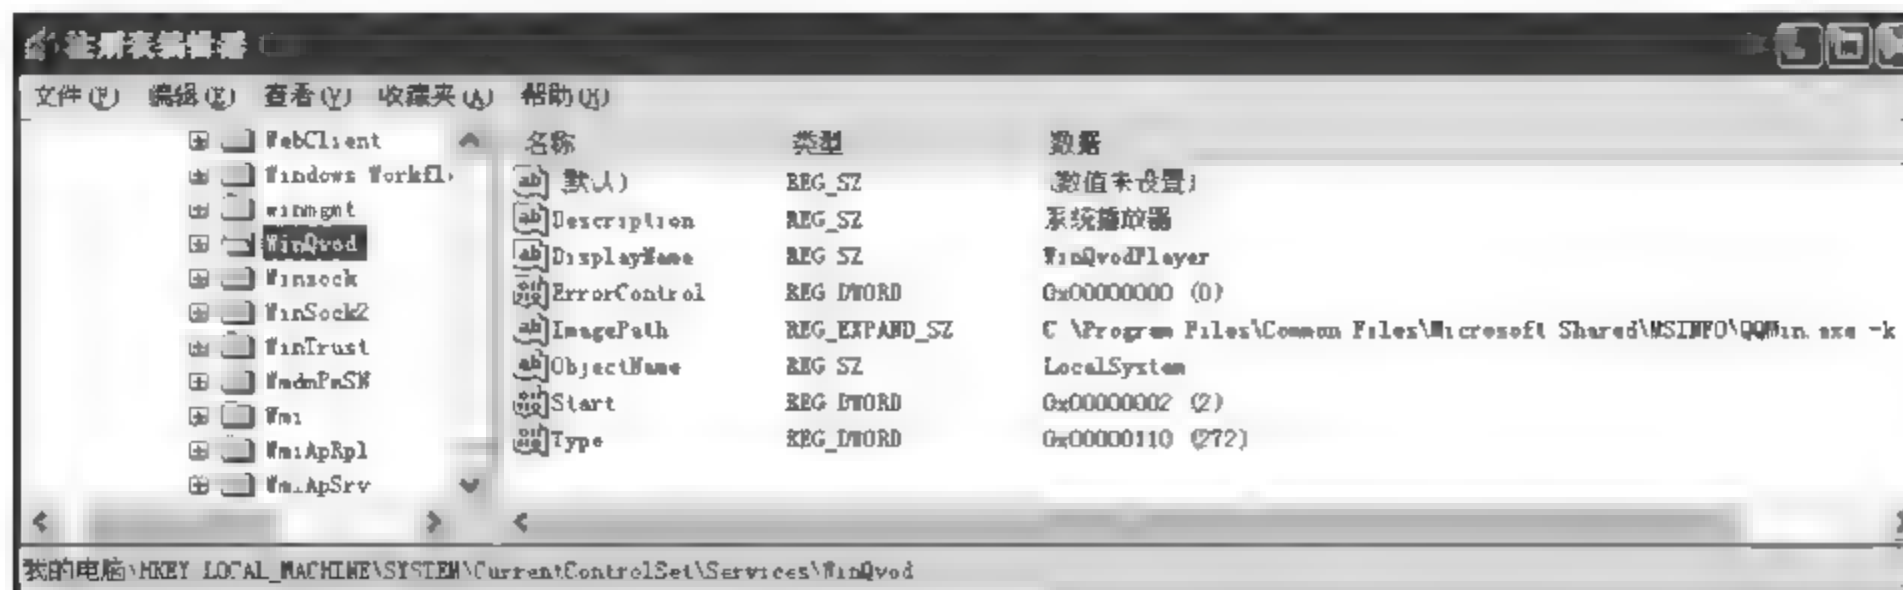 注册表编辑器
文件(F) 编辑(E) 查看(V) 收藏夹(A) 帮助(H)
WebClient
Windows Workfl
winmgmt
WinQvod
Winsock
WinSock2
WinTrust
WmdmPmSN
Wmi
WmiApRpl
WmiApSrv
名称 类型 数据
(默认) REG_SZ (数值未设置)
Description REG_SZ 系统播放器
DisplayName REG_SZ WinQvodPlayer
ErrorControl REG_DWORD 0x00000000 (0)
ImagePath REG_EXPAND_SZ C:\Program Files\Common Files\Microsoft Shared\MSINFO\QQWin.exe -k
ObjectName REG_SZ LocalSystem
Start REG_DWORD 0x00000002 (2)
Type REG_DWORD 0x00000110 (272)
我的电脑\HKEY_LOCAL_MACHINE\SYSTEM\CurrentControlSet\Services\WinQvod